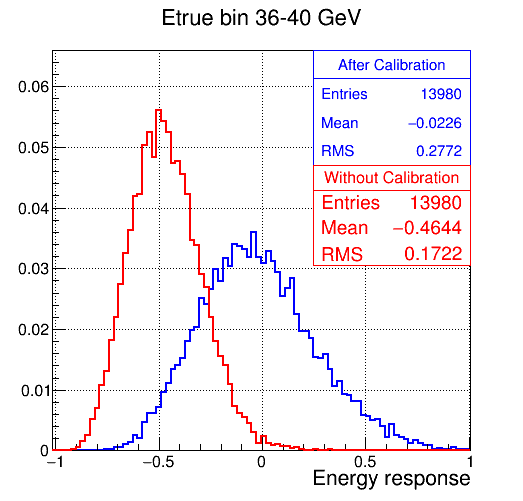 Etrue bin 36-40 GeV
After Calibration
Entries 13980
Mean −0.0226
RMS 0.2772
Without Calibration
Entries 13980
Mean −0.4644
RMS 0.1722
0.06
0.05
0.04
0.03
0.02
0.01
0
−1 −0.5 0 0.5 1
Energy response